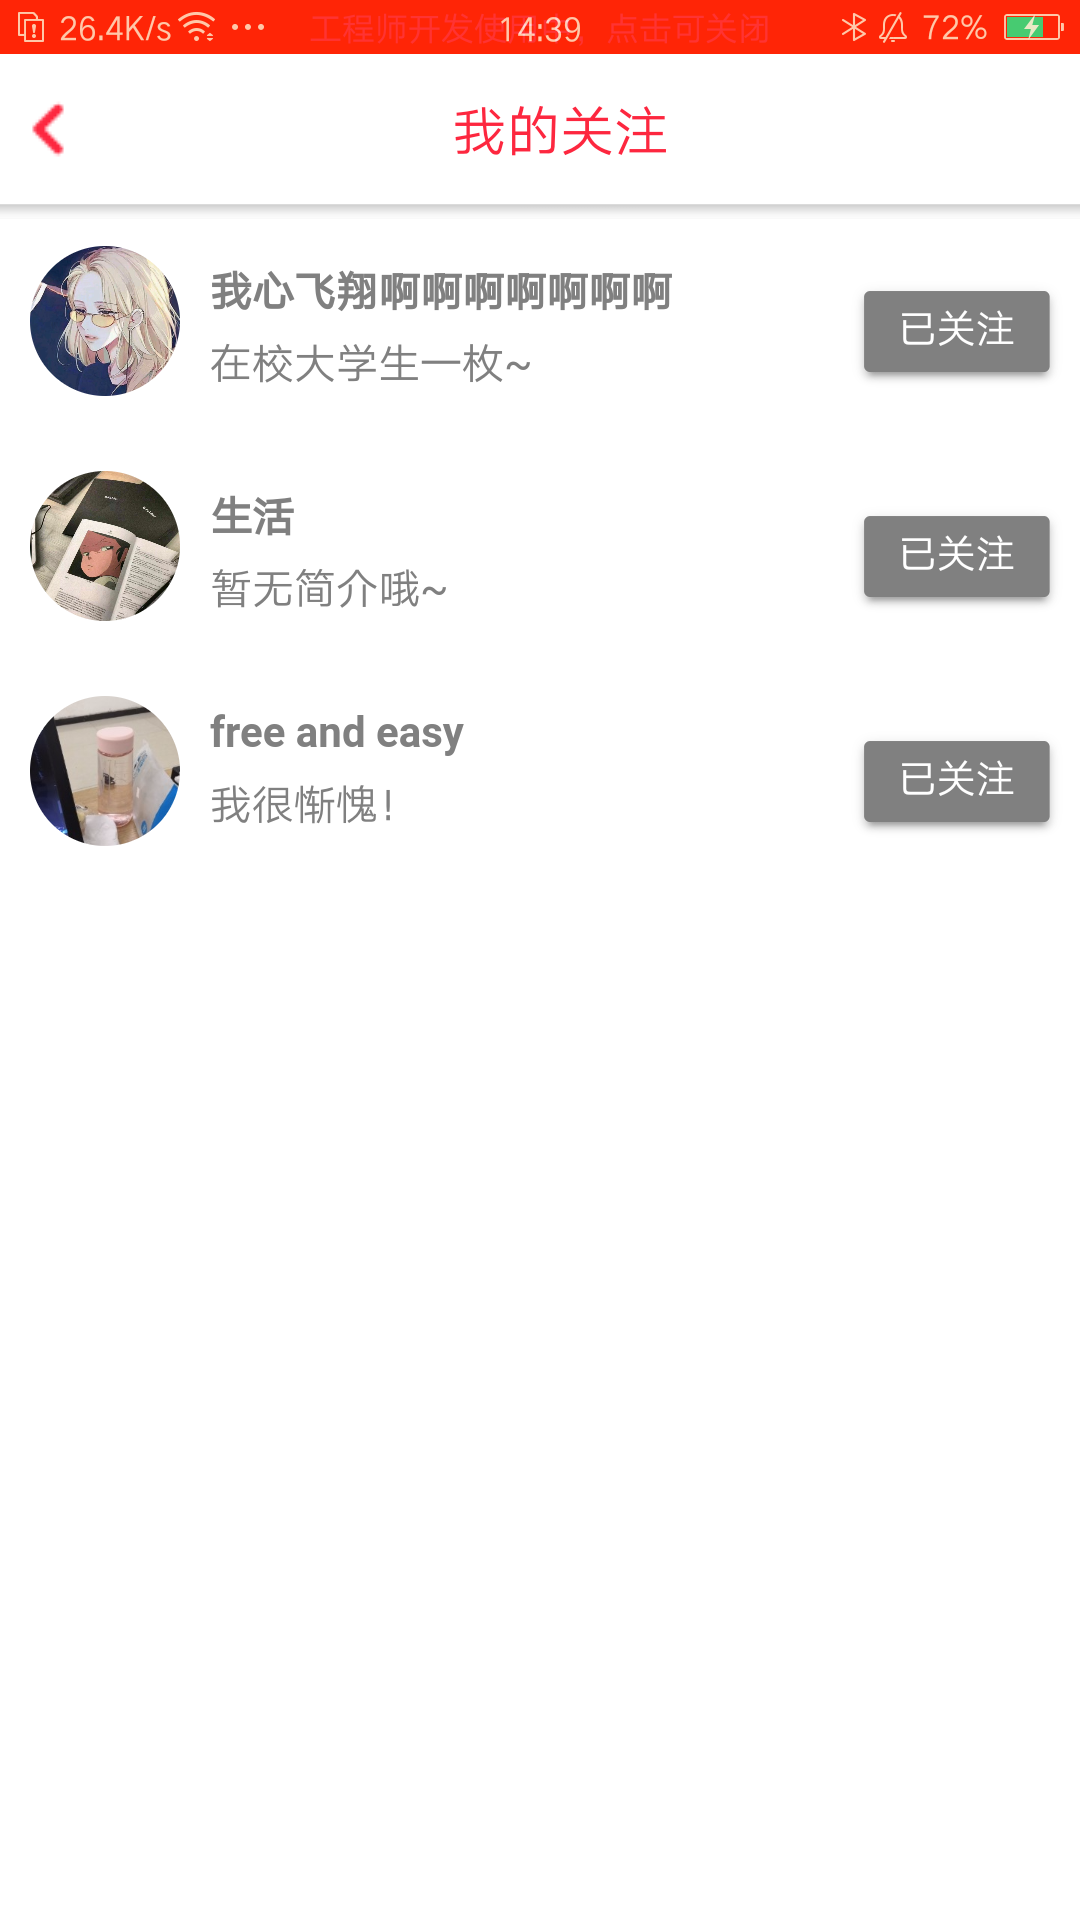 26.4K/s ··· 工程师开发使 14:39 点击可关闭 72%
我的关注
我心飞翔啊啊啊啊啊啊啊
在校大学生一枚~
已关注
生活
暂无简介哦~
已关注
free and easy
我很惭愧!
已关注